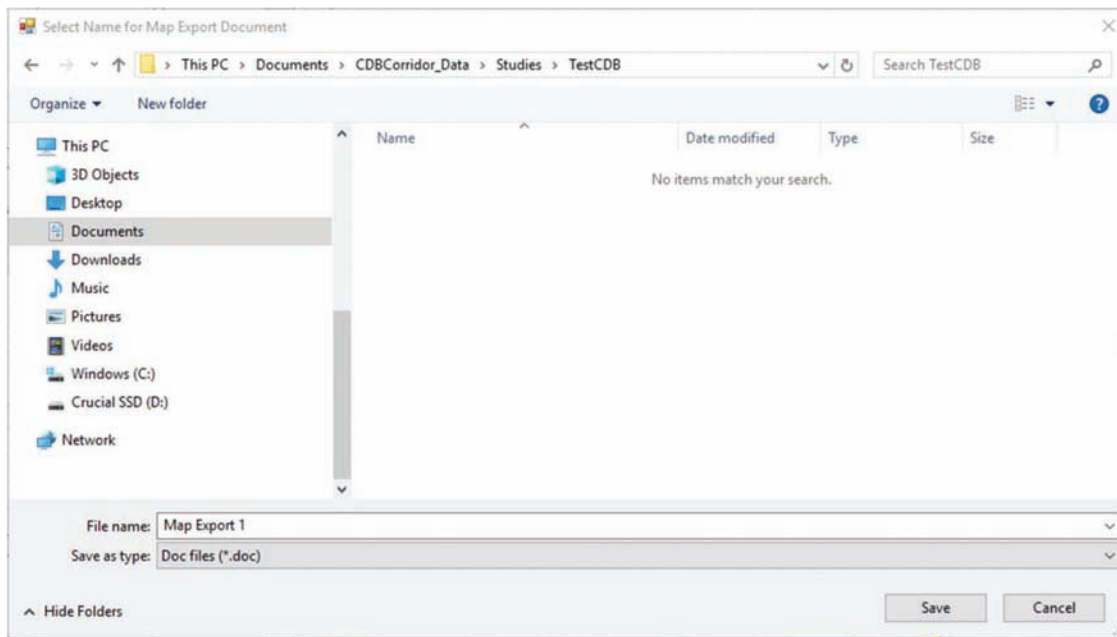 Select Name for Map Export Document
This PC > Documents > CDBCorridor_Data > Studies > TestCDB
Search TestCDB
Organize
New folder
Name
Date modified
Type
Size
No items match your search.
This PC
3D Objects
Desktop
Documents
Downloads
Music
Pictures
Videos
Windows (C:)
Crucial SSD (D:)
Network
File name: Map Export 1
Save as type: Doc files (*.doc)
Hide Folders
Save
Cancel